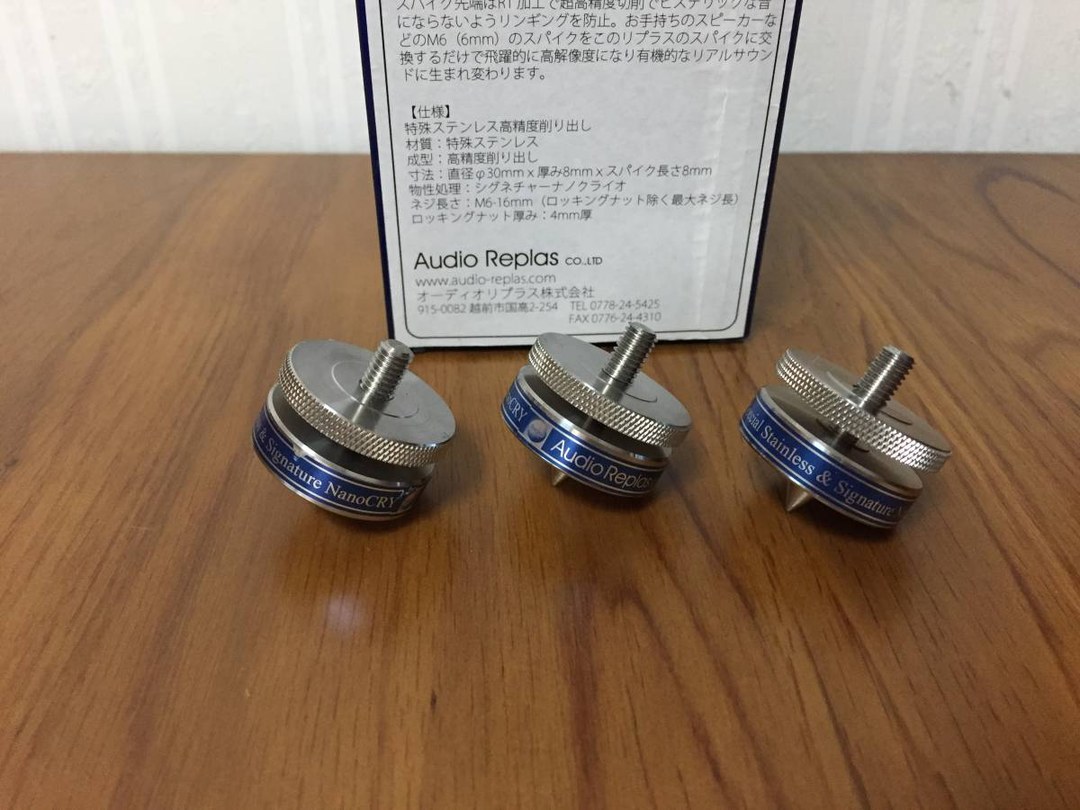 スパイク先端はR1加工で超高精度切削でヒステリックな音
にならないようリンギングを防止。お手持ちのスピーカーな
どのM6（6mm）のスパイクをこのリプラスのスパイクに交
換するだけで飛躍的に高解像度になり有機的なリアルサウン
ドに生まれ変わります。
【仕様】
特殊ステンレス高精度削り出し
材質：特殊ステンレス
成型：高精度削り出し
寸法：直径φ30mm x 厚み8mm x スパイク長さ8mm
物性処理：シグネチャーナノクライオ
ネジ長さ：M6-16mm（ロッキングナット除く最大ネジ長）
ロッキングナット厚み：4mm厚
Audio Replas CO.,LTD
www.audio-replas.com
オーディオリプラス株式会社
915-0082 越前市国高2-254 TEL 0778-24-5425
FAX 0776-24-4310
& Signature NanoCRY
NanoCRY Audio Replas
Stainless & Signature